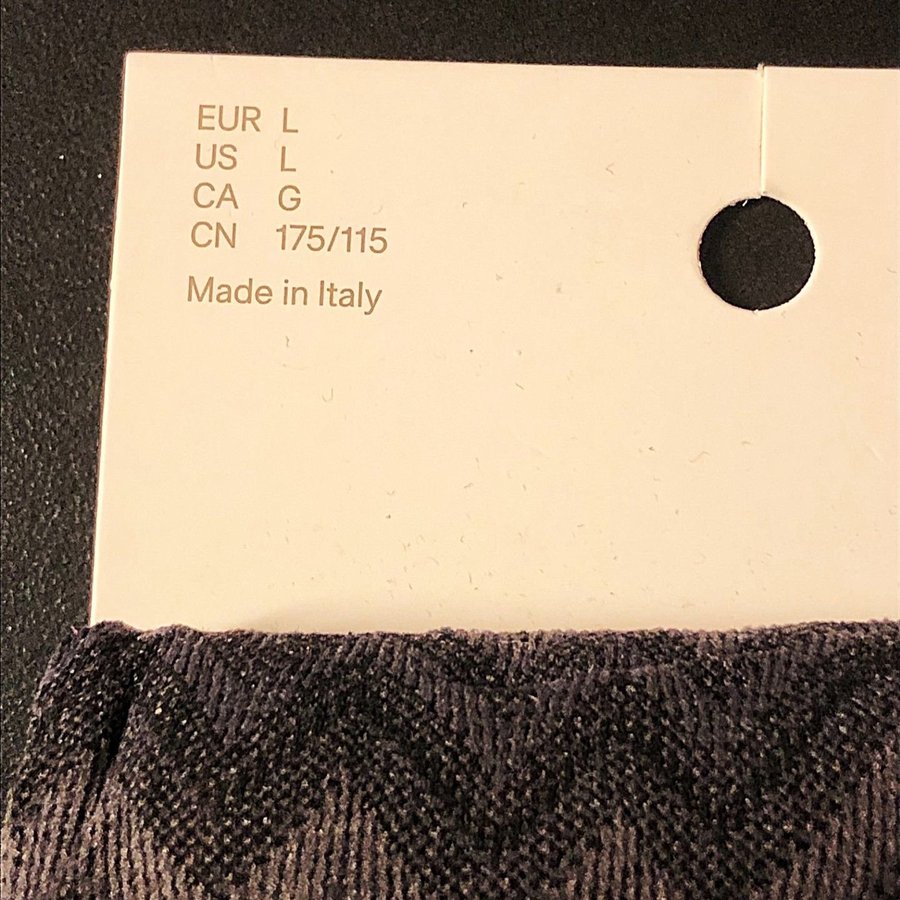 EUR L
US L
CA G
CN 175/115
Made in Italy